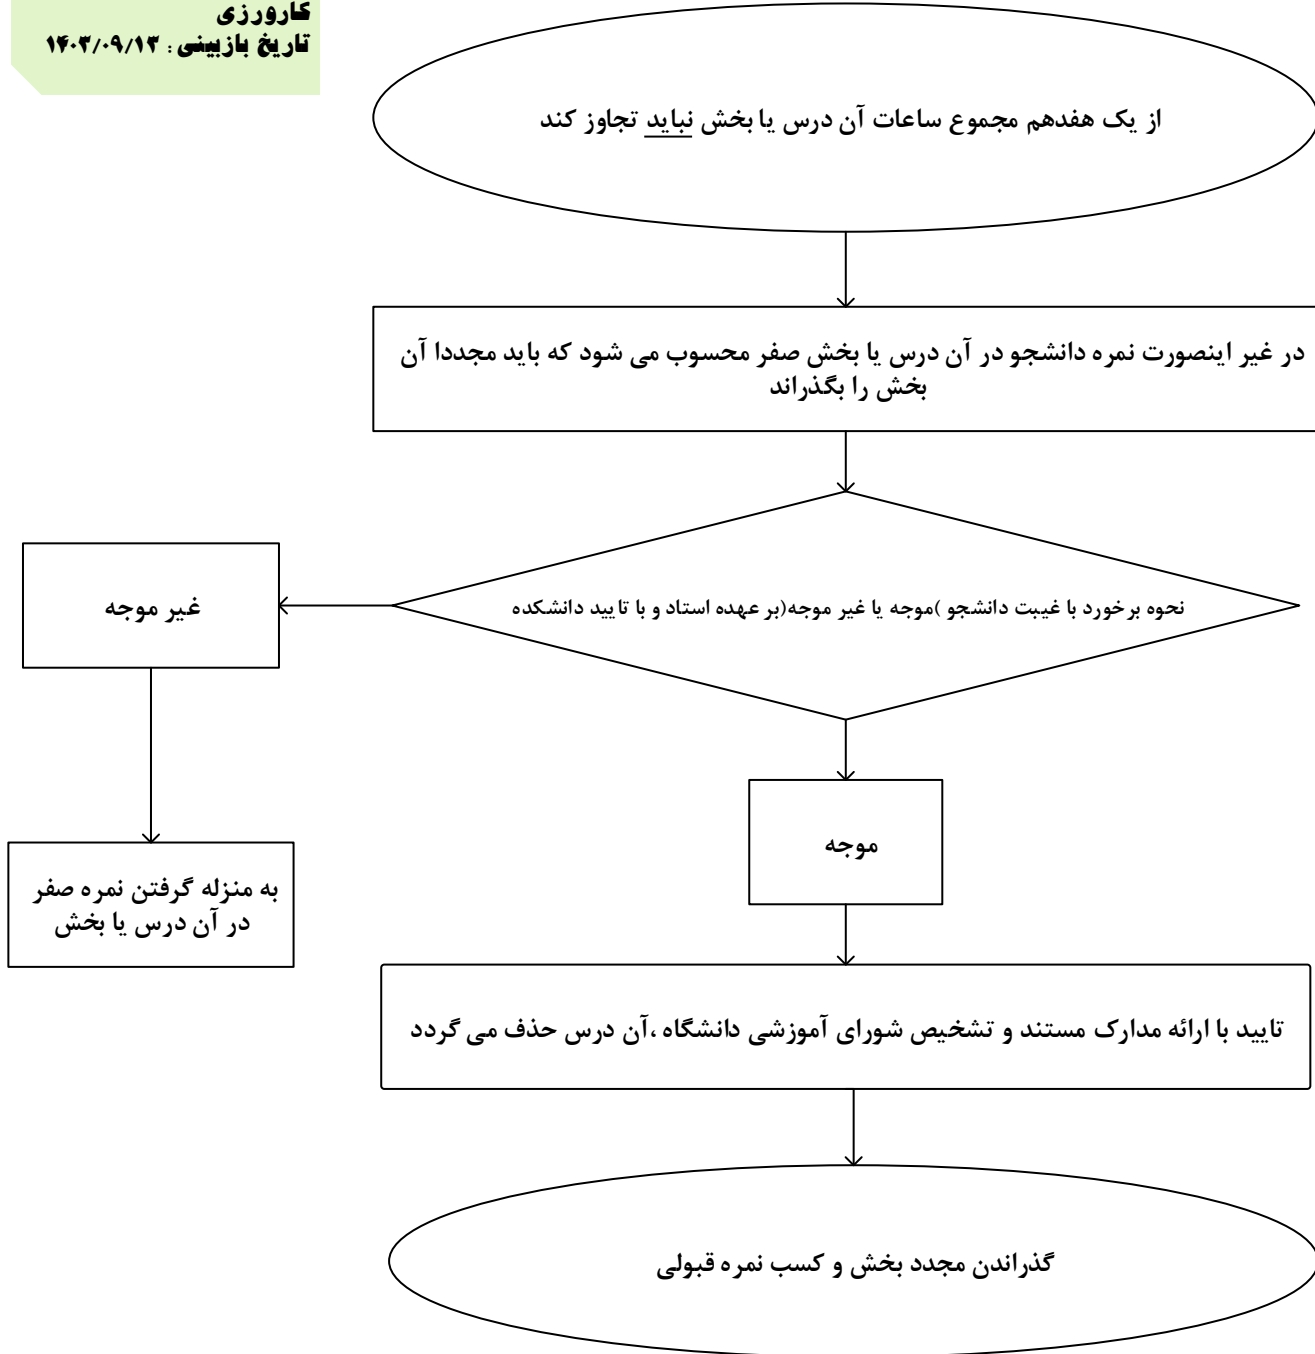 کارورزی
تاریخ بازبینی : ۱۴۰۳/۰۹/۱۳
از یک هفدهم مجموع ساعات آن درس یا بخش نباید تجاوز کند
در غیر اینصورت نمره دانشجو در آن درس یا بخش صفر محسوب می شود که باید مجددا آن
بخش را بگذراند
نحوه برخورد با غیبت دانشجو )موجه یا غیر موجه(بر عهده استاد و با تایید دانشکده
غیر موجه
موجه
به منزله گرفتن نمره صفر
در آن درس یا بخش
تایید با ارائه مدارک مستند و تشخیص شورای آموزشی دانشگاه ،آن درس حذف می گردد
گذراندن مجدد بخش و کسب نمره قبولی